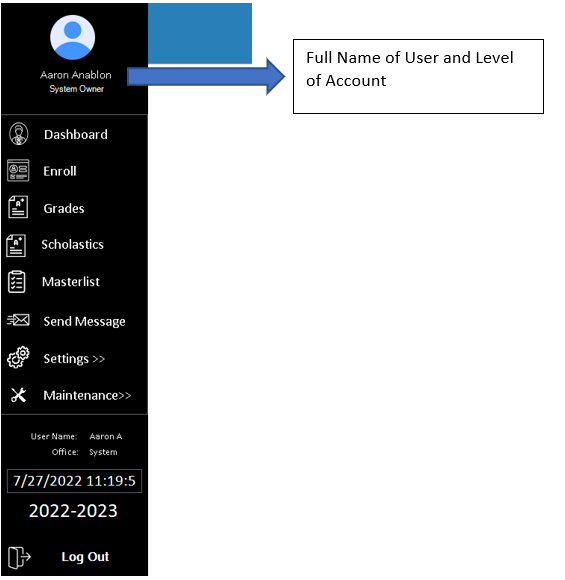 Aaron Anablon
System Owner
Full Name of User and Level
of Account
Dashboard
Enroll
Grades
Scholastics
Masterlist
Send Message
Settings >>
Maintenance>>
User Name: Aaron A
Office: System
7/27/2022 11:19:5
2022-2023
Log Out